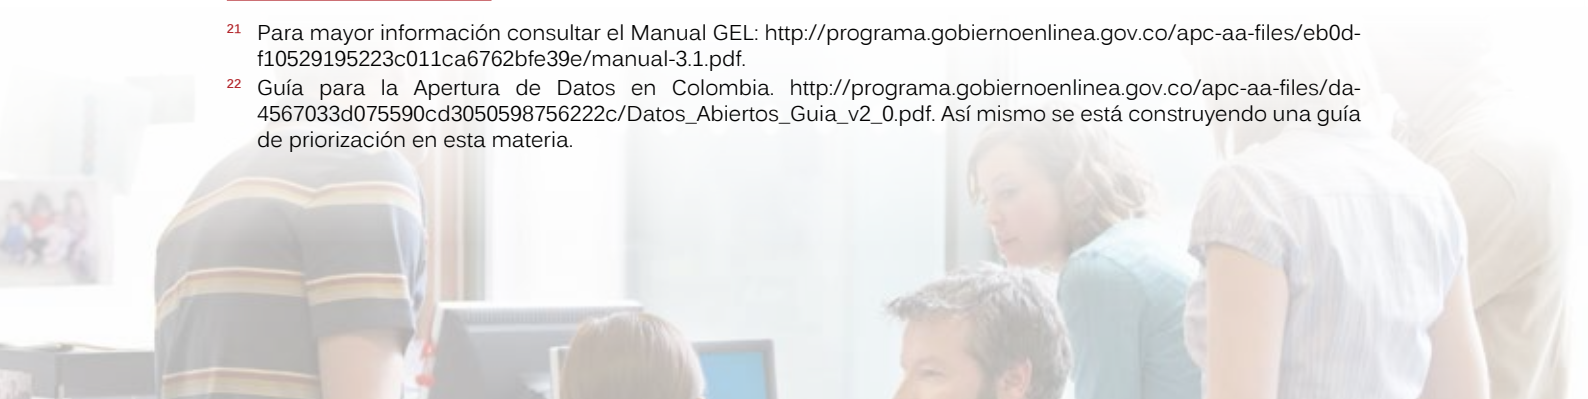 21 Para mayor información consultar el Manual GEL: http://programa.gobiernoenlinea.gov.co/apc-aa-files/eb0d-
f10529195223c011ca6762bfe39e/manual-3.1.pdf.
22 Guía para la Apertura de Datos en Colombia. http://programa.gobiernoenlinea.gov.co/apc-aa-files/da-
4567033d075590cd3050598756222c/Datos_Abiertos_Guia_v2_0.pdf. Así mismo se está construyendo una guía
de priorización en esta materia.